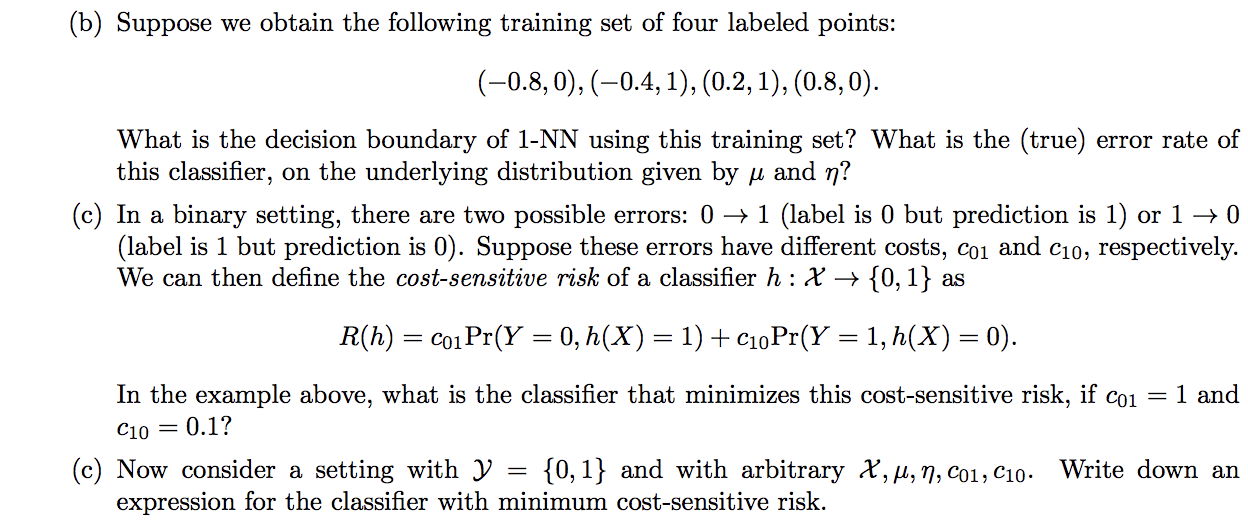 (b) Suppose we obtain the following training set of four labeled points:
(−0.8, 0), (−0.4, 1), (0.2, 1), (0.8, 0).
What is the decision boundary of 1-NN using this training set? What is the (true) error rate of
this classifier, on the underlying distribution given by μ and η?
(c) In a binary setting, there are two possible errors: 0 → 1 (label is 0 but prediction is 1) or 1 → 0
(label is 1 but prediction is 0). Suppose these errors have different costs, c₀₁ and c₁₀, respectively.
We can then define the cost-sensitive risk of a classifier h : 𝒳 → {0, 1} as
R(h) = c₀₁Pr(Y = 0, h(X) = 1) + c₁₀Pr(Y = 1, h(X) = 0).
In the example above, what is the classifier that minimizes this cost-sensitive risk, if c₀₁ = 1 and
c₁₀ = 0.1?
(c) Now consider a setting with 𝒴 = {0, 1} and with arbitrary 𝒳, μ, η, c₀₁, c₁₀. Write down an
expression for the classifier with minimum cost-sensitive risk.